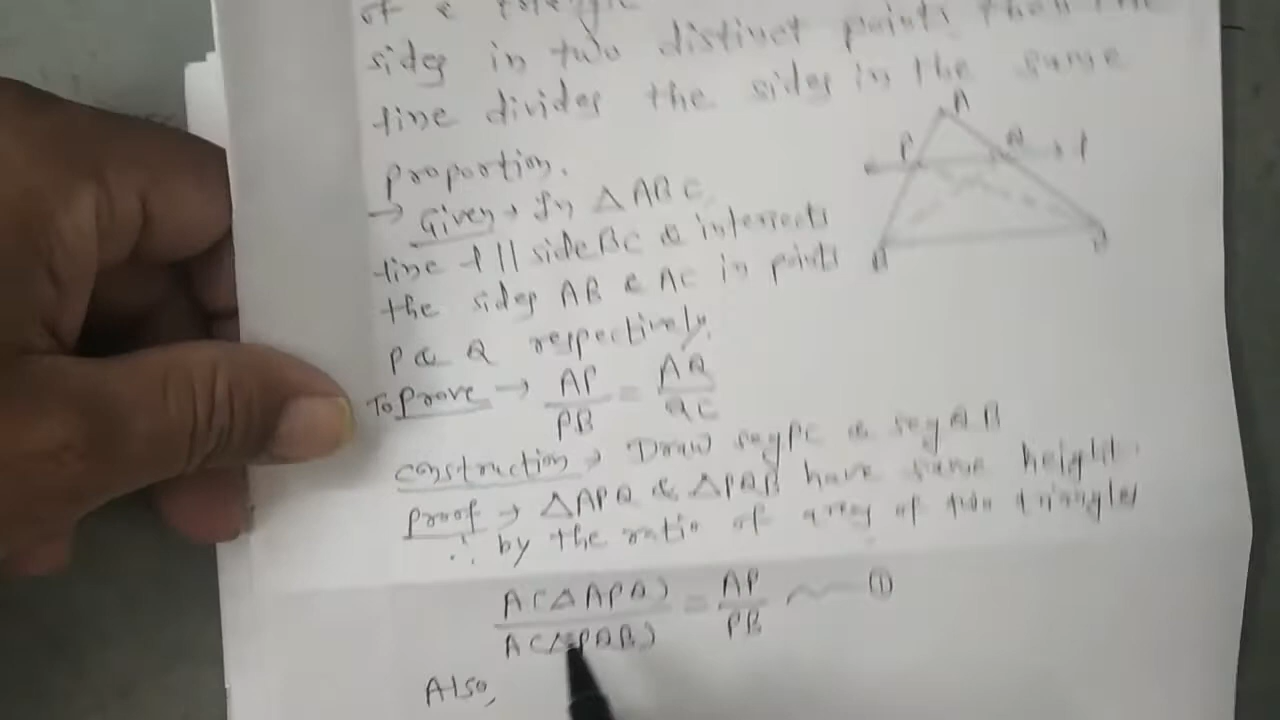 of a
sides in two distinct points then the
line divides the sides in the same
proportion.
→ Given → In △ABC,
line l || side BC & intersects
the sides AB & AC in points
P & Q respectively.
To Prove → AP/PB = AQ/QC
Construction → Draw seg PC & seg QB
Proof → △APQ & △PQB have same height.
∴ by the ratio of areas of two triangles
A(△APQ)/A(△PQB) = AP/PB ~ (1)
Also,
A
P Q l
B